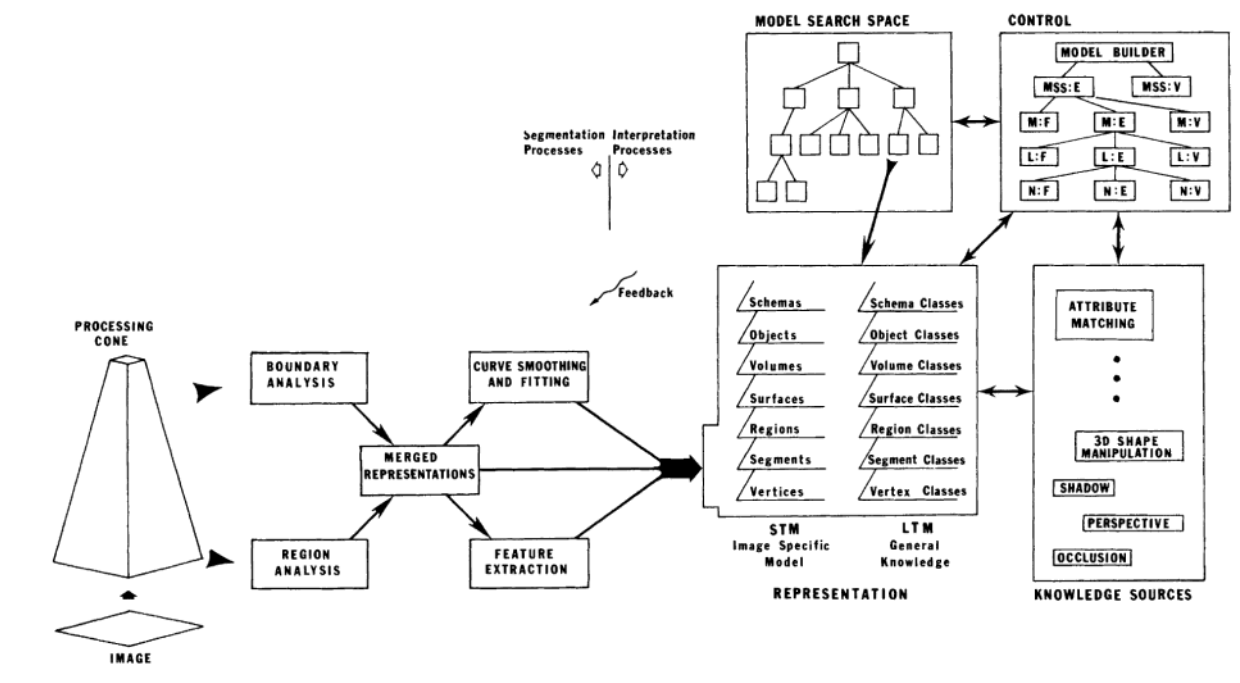 MODEL SEARCH SPACE
CONTROL
MODEL BUILDER
MSS:E
MSS:V
M:F
M:E
M:V
L:F
L:E
L:V
N:F
N:E
N:V
Segmentation
Processes
Interpretation
Processes
Feedback
PROCESSING
CONE
IMAGE
BOUNDARY
ANALYSIS
REGION
ANALYSIS
MERGED
REPRESENTATIONS
CURVE SMOOTHING
AND FITTING
FEATURE
EXTRACTION
Schemas
Objects
Volumes
Surfaces
Regions
Segments
Vertices
STM
Image Specific
Model
Schema Classes
Object Classes
Volume Classes
Surface Classes
Region Classes
Segment Classes
Vertex Classes
LTM
General
Knowledge
REPRESENTATION
ATTRIBUTE
MATCHING
3D SHAPE
MANIPULATION
SHADOW
PERSPECTIVE
OCCLUSION
KNOWLEDGE SOURCES